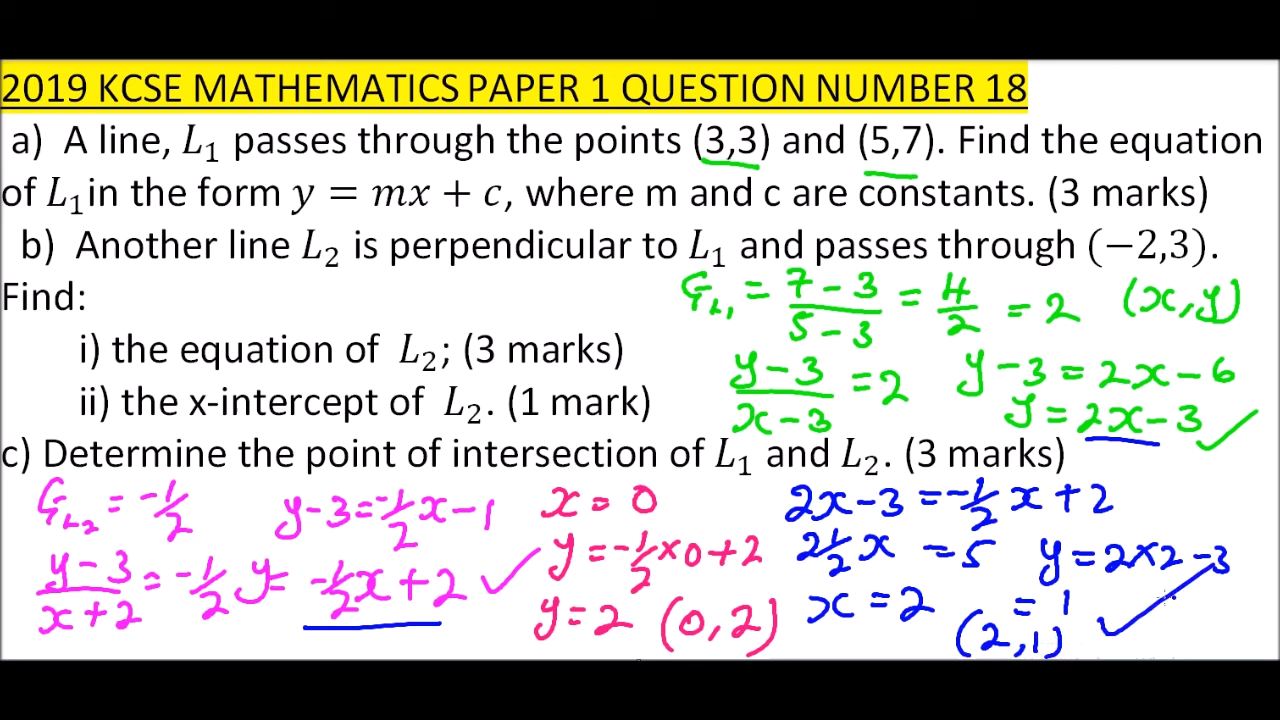 2019 KCSE MATHEMATICS PAPER 1 QUESTION NUMBER 18
a) A line, L₁ passes through the points (3,3) and (5,7). Find the equation
of L₁ in the form y = mx + c, where m and c are constants. (3 marks)
b) Another line L₂ is perpendicular to L₁ and passes through (−2,3).
Find:
i) the equation of L₂; (3 marks)
ii) the x-intercept of L₂. (1 mark)
c) Determine the point of intersection of L₁ and L₂. (3 marks)
G_L₁ = (7 − 3)/(5 − 3) = 4/2 = 2 (x, y)
(y − 3)/(x − 3) = 2
y − 3 = 2x − 6
y = 2x − 3 ✓
G_L₂ = −1/2
(y − 3)/(x + 2) = −1/2
y − 3 = −1/2 x − 1
y = −1/2 x + 2 ✓
x = 0
y = −1/2 × 0 + 2
y = 2 (0, 2)
2x − 3 = −1/2 x + 2
2 1/2 x = 5
x = 2
y = 2 × 2 − 3
= 1
(2, 1) ✓